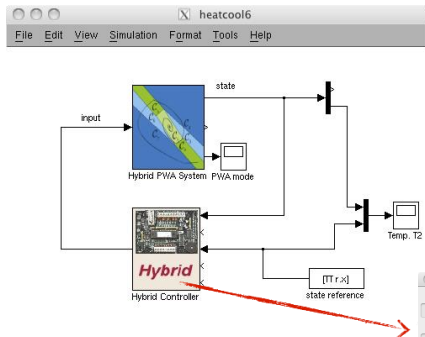 heatcool6
File Edit View Simulation Format Tools Help
state
input
Hybrid PWA System
PWA mode
Temp. T2
Hybrid
[TT r.x]
state reference
Hybrid Controller